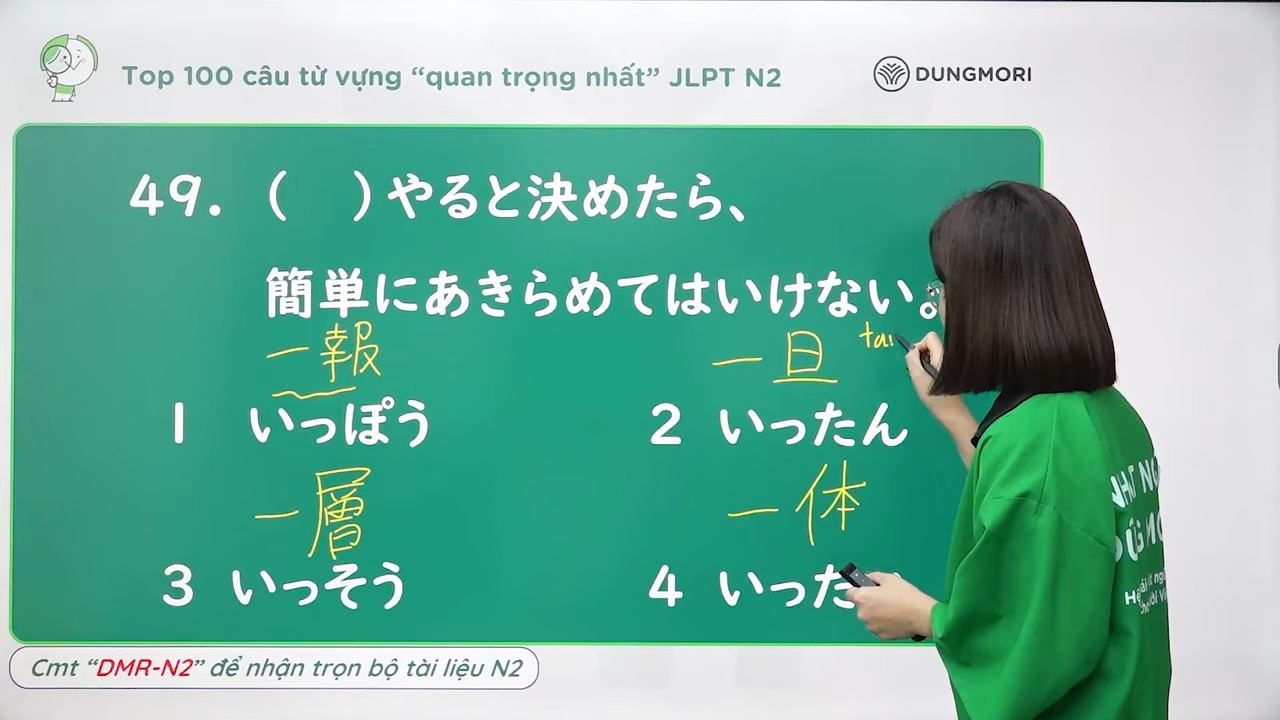 Top 100 câu từ vựng “quan trọng nhất” JLPT N2
DUNGMORI
49. (　) やると決めたら、
簡単にあきらめてはいけない。
一報
一旦
1 いっぽう
2 いったん
一層
一体
3 いっそう
4 いった
Cmt “DMR-N2” để nhận trọn bộ tài liệu N2